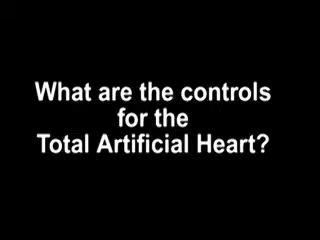 What are the controls
for the
Total Artificial Heart?